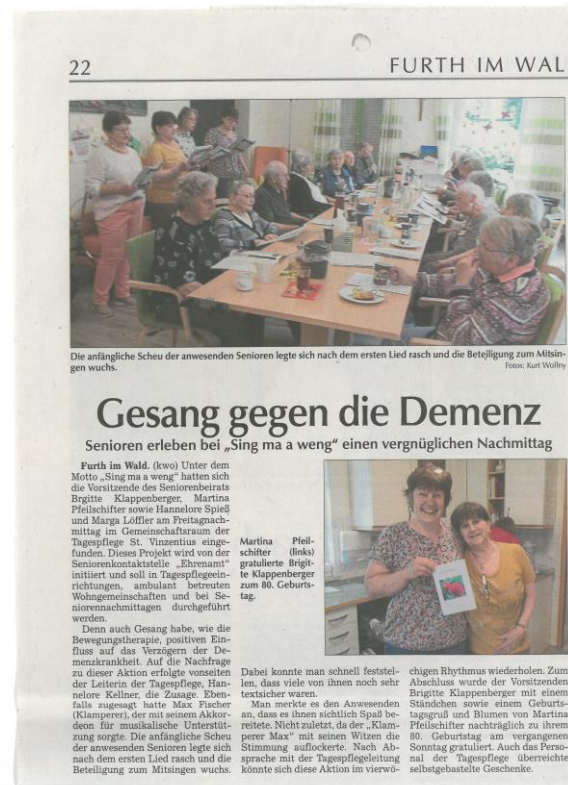 22
FURTH IM WAL
Die anfängliche Scheu der anwesenden Senioren legte sich nach dem ersten Lied rasch und die Beteiligung zum Mitsin-
gen wuchs.
Fotos: Kurt Wollny
Gesang gegen die Demenz
Senioren erleben bei „Sing ma a weng“ einen vergnüglichen Nachmittag
Furth im Wald. (kwo) Unter dem
Motto „Sing ma a weng“ hatten sich
die Vorsitzende des Seniorenbeirats
Brgitte Klappenberger, Martina
Pfeilschifter sowie Hannelore Spieß
und Marga Löffler am Freitagnach-
mittag im Gemeinschaftsraum der
Tagespflege St. Vinzentius einge-
funden. Dieses Projekt wird von der
Seniorenkontaktstelle „Ehrenamt“
initiiert und soll in Tagespflegeein-
richtungen, ambulant betreuten
Wohngemeinschaften und bei Se-
niorennachmittagen durchgeführt
werden.
Denn auch Gesang habe, wie die
Bewegungstherapie, positiven Ein-
fluss auf das Verzögern der De-
menzkrankheit. Auf die Nachfrage
zu dieser Aktion erfolgte vonseiten
der Leiterin der Tagespflege, Han-
nelore Kellner, die Zusage. Eben-
falls zugesagt hatte Max Fischer
(Klamperer), der mit seinem Akkor-
deon für musikalische Unterstüt-
zung sorgte. Die anfängliche Scheu
der anwesenden Senioren legte sich
nach dem ersten Lied rasch und die
Beteiligung zum Mitsingen wuchs.
Martina Pfeil-
schifter (links)
gratulierte Brigit-
te Klappenberger
zum 80. Geburts-
tag.
Dabei konnte man schnell feststel-
len, dass viele von ihnen noch sehr
textsicher waren.
Man merkte es den Anwesenden
an, dass es ihnen sichtlich Spaß be-
reitete. Nicht zuletzt, da der „Klam-
perer Max“ mit seinen Witzen die
Stimmung auflockerte. Nach Ab-
sprache mit der Tagespflegeleitung
könnte sich diese Aktion im vierwö-
chigen Rhythmus wiederholen. Zum
Abschluss wurde der Vorsitzenden
Brigitte Klappenberger mit einem
Ständchen sowie einem Geburts-
tagsgruß und Blumen von Martina
Pfeilschifter nachträglich zu ihrem
80. Geburtstag am vergangenen
Sonntag gratuliert. Auch das Perso-
nal der Tagespflege überreichte
selbstgebastelte Geschenke.